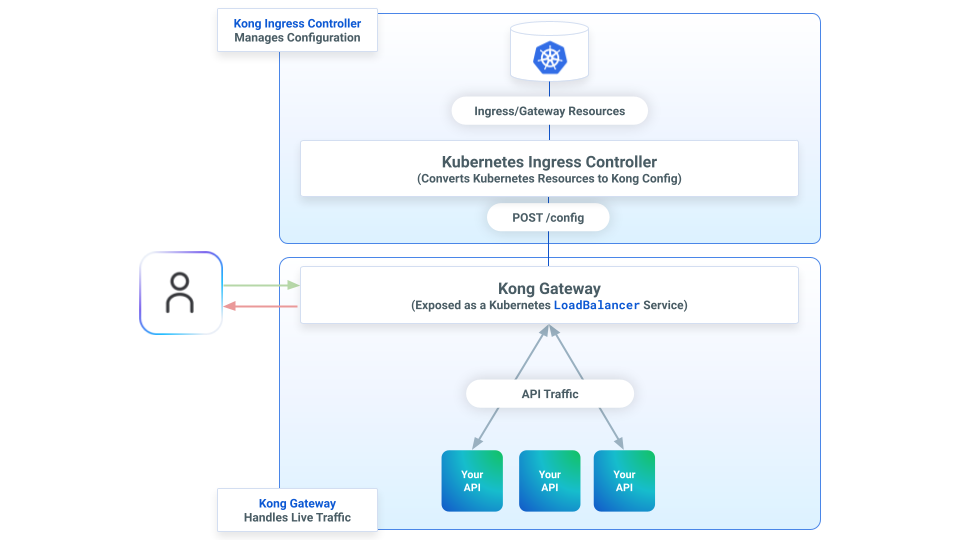 Kong Ingress Controller
Manages Configuration
Ingress/Gateway Resources
Kubernetes Ingress Controller
(Converts Kubernetes Resources to Kong Config)
POST /config
Kong Gateway
(Exposed as a Kubernetes LoadBalancer Service)
API Traffic
Your
API
Your
API
Your
API
Kong Gateway
Handles Live Traffic